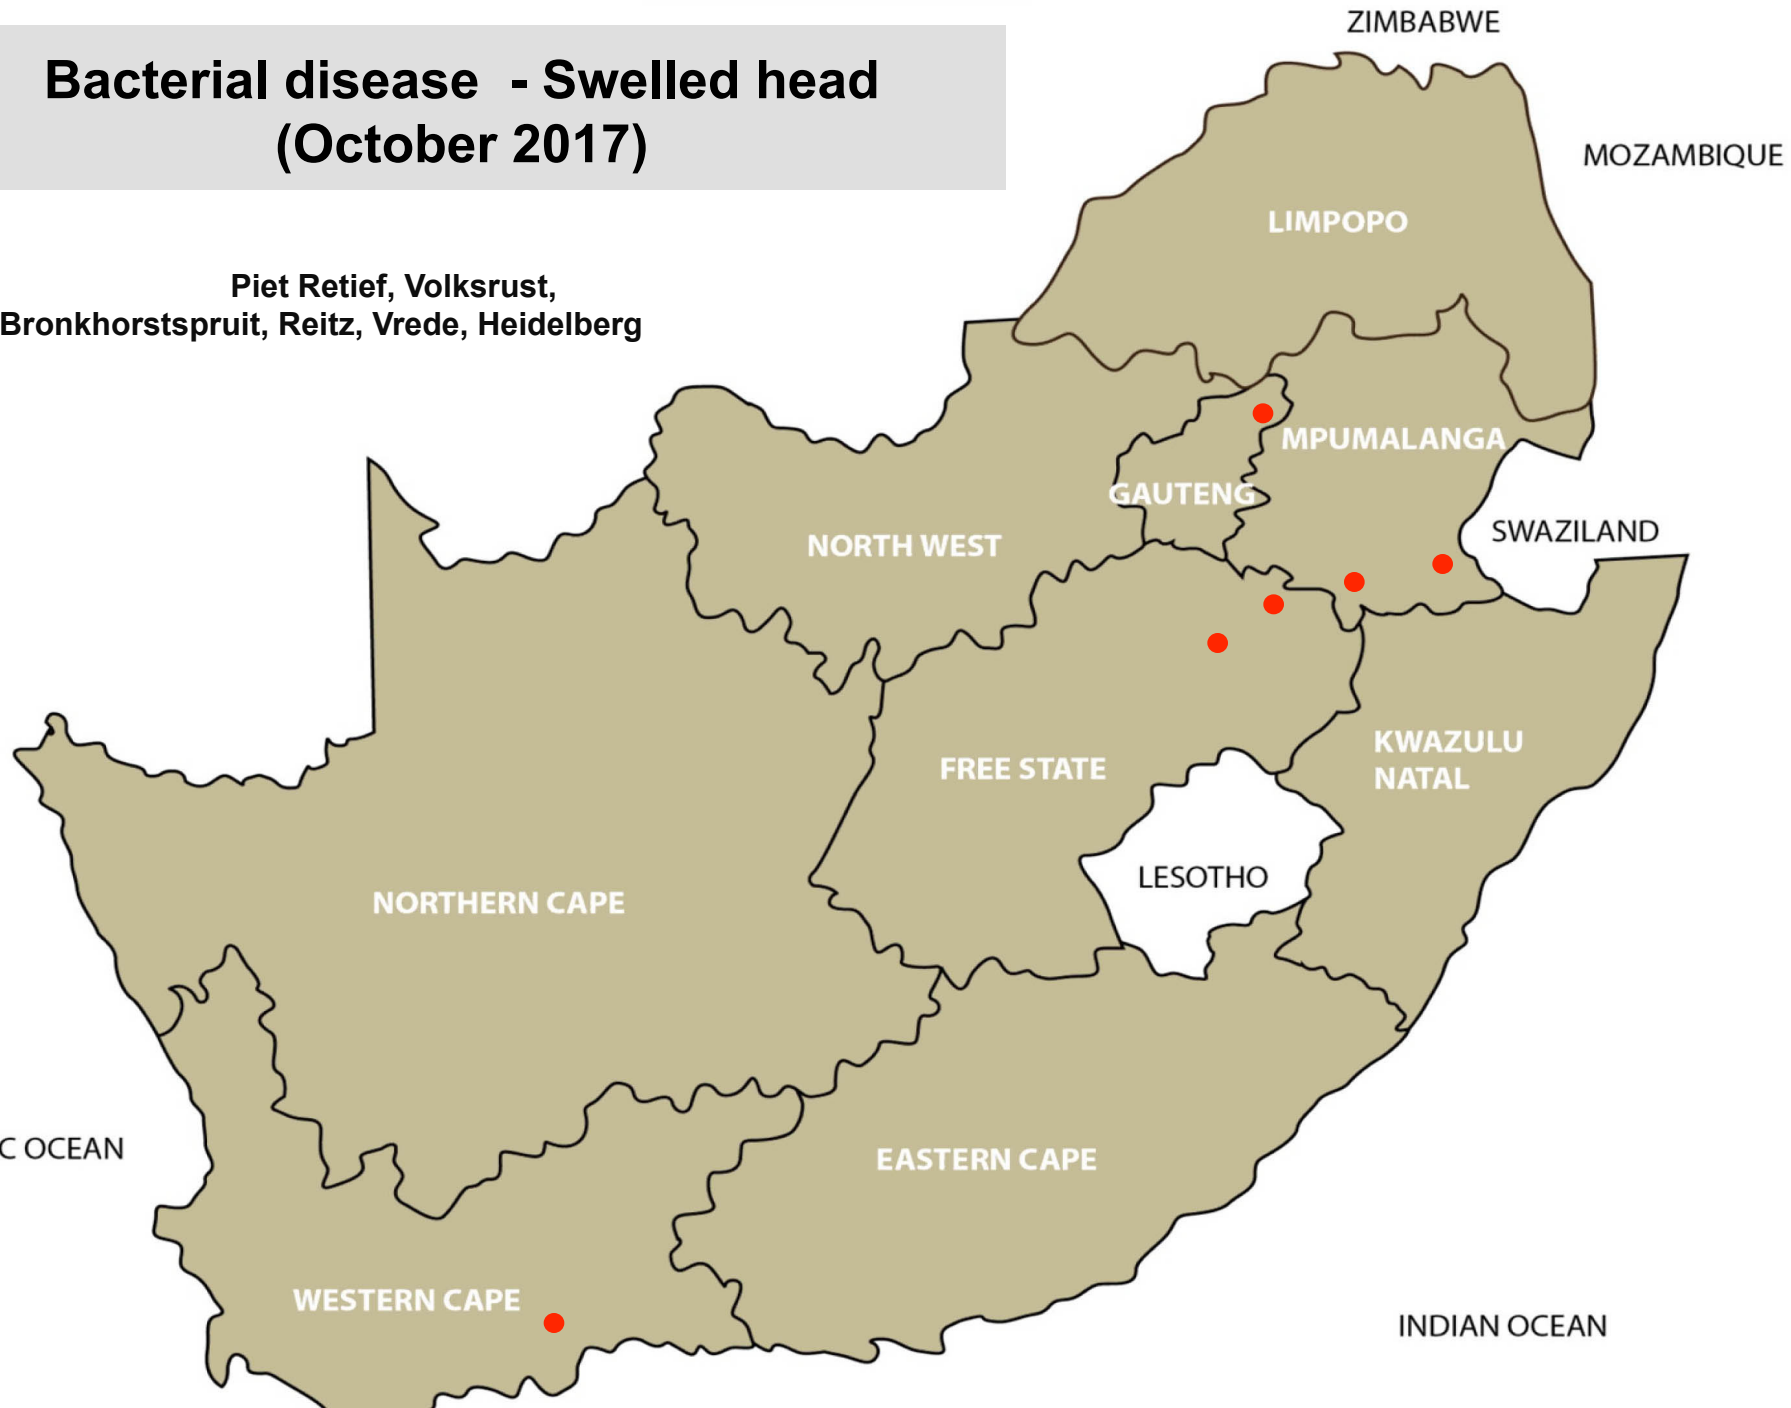 ZIMBABWE
Bacterial disease - Swelled head
(October 2017)
MOZAMBIQUE
LIMPOPO
Piet Retief, Volksrust,
Bronkhorstspruit, Reitz, Vrede, Heidelberg
MPUMALANGA
GAUTENG
SWAZILAND
NORTH WEST
KWAZULU
NATAL
FREE STATE
LESOTHO
NORTHERN CAPE
C OCEAN
EASTERN CAPE
WESTERN CAPE
INDIAN OCEAN